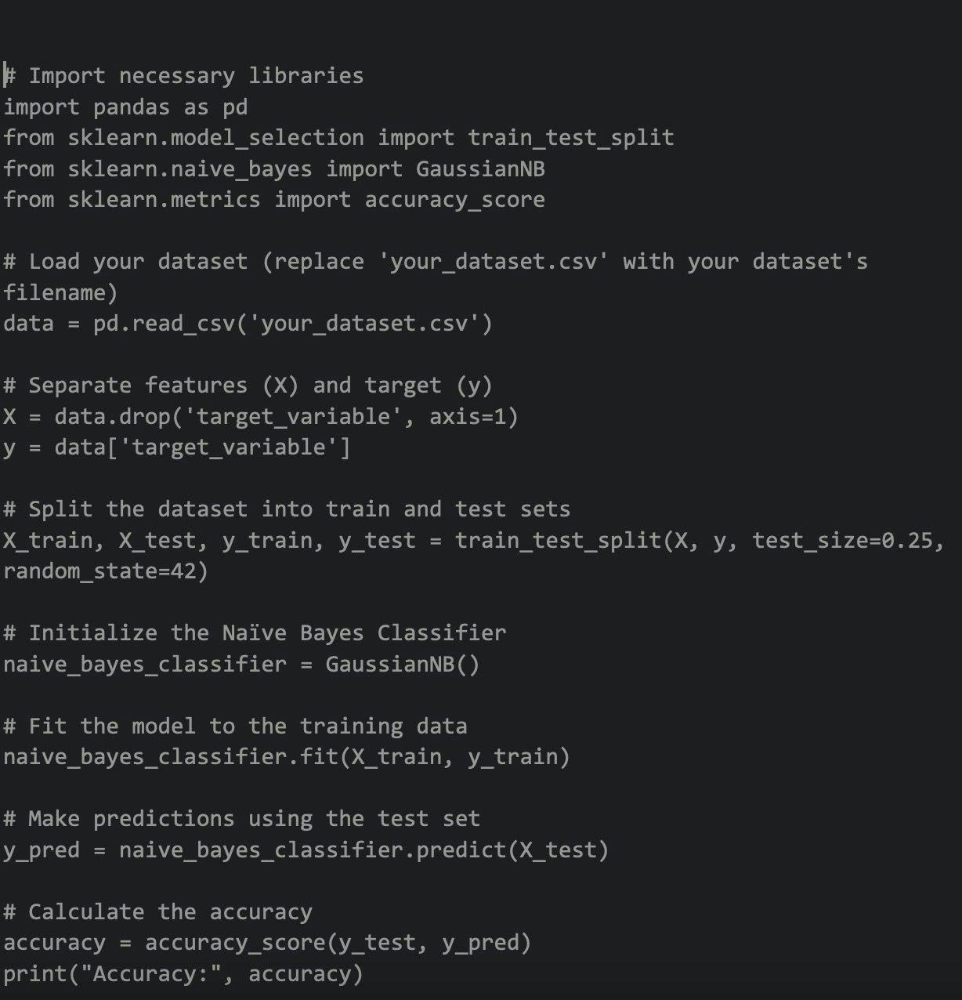 # Import necessary libraries
import pandas as pd
from sklearn.model_selection import train_test_split
from sklearn.naive_bayes import GaussianNB
from sklearn.metrics import accuracy_score
# Load your dataset (replace 'your_dataset.csv' with your dataset's
filename)
data = pd.read_csv('your_dataset.csv')
# Separate features (X) and target (y)
X = data.drop('target_variable', axis=1)
y = data['target_variable']
# Split the dataset into train and test sets
X_train, X_test, y_train, y_test = train_test_split(X, y, test_size=0.25,
random_state=42)
# Initialize the Naïve Bayes Classifier
naive_bayes_classifier = GaussianNB()
# Fit the model to the training data
naive_bayes_classifier.fit(X_train, y_train)
# Make predictions using the test set
y_pred = naive_bayes_classifier.predict(X_test)
# Calculate the accuracy
accuracy = accuracy_score(y_test, y_pred)
print("Accuracy:", accuracy)